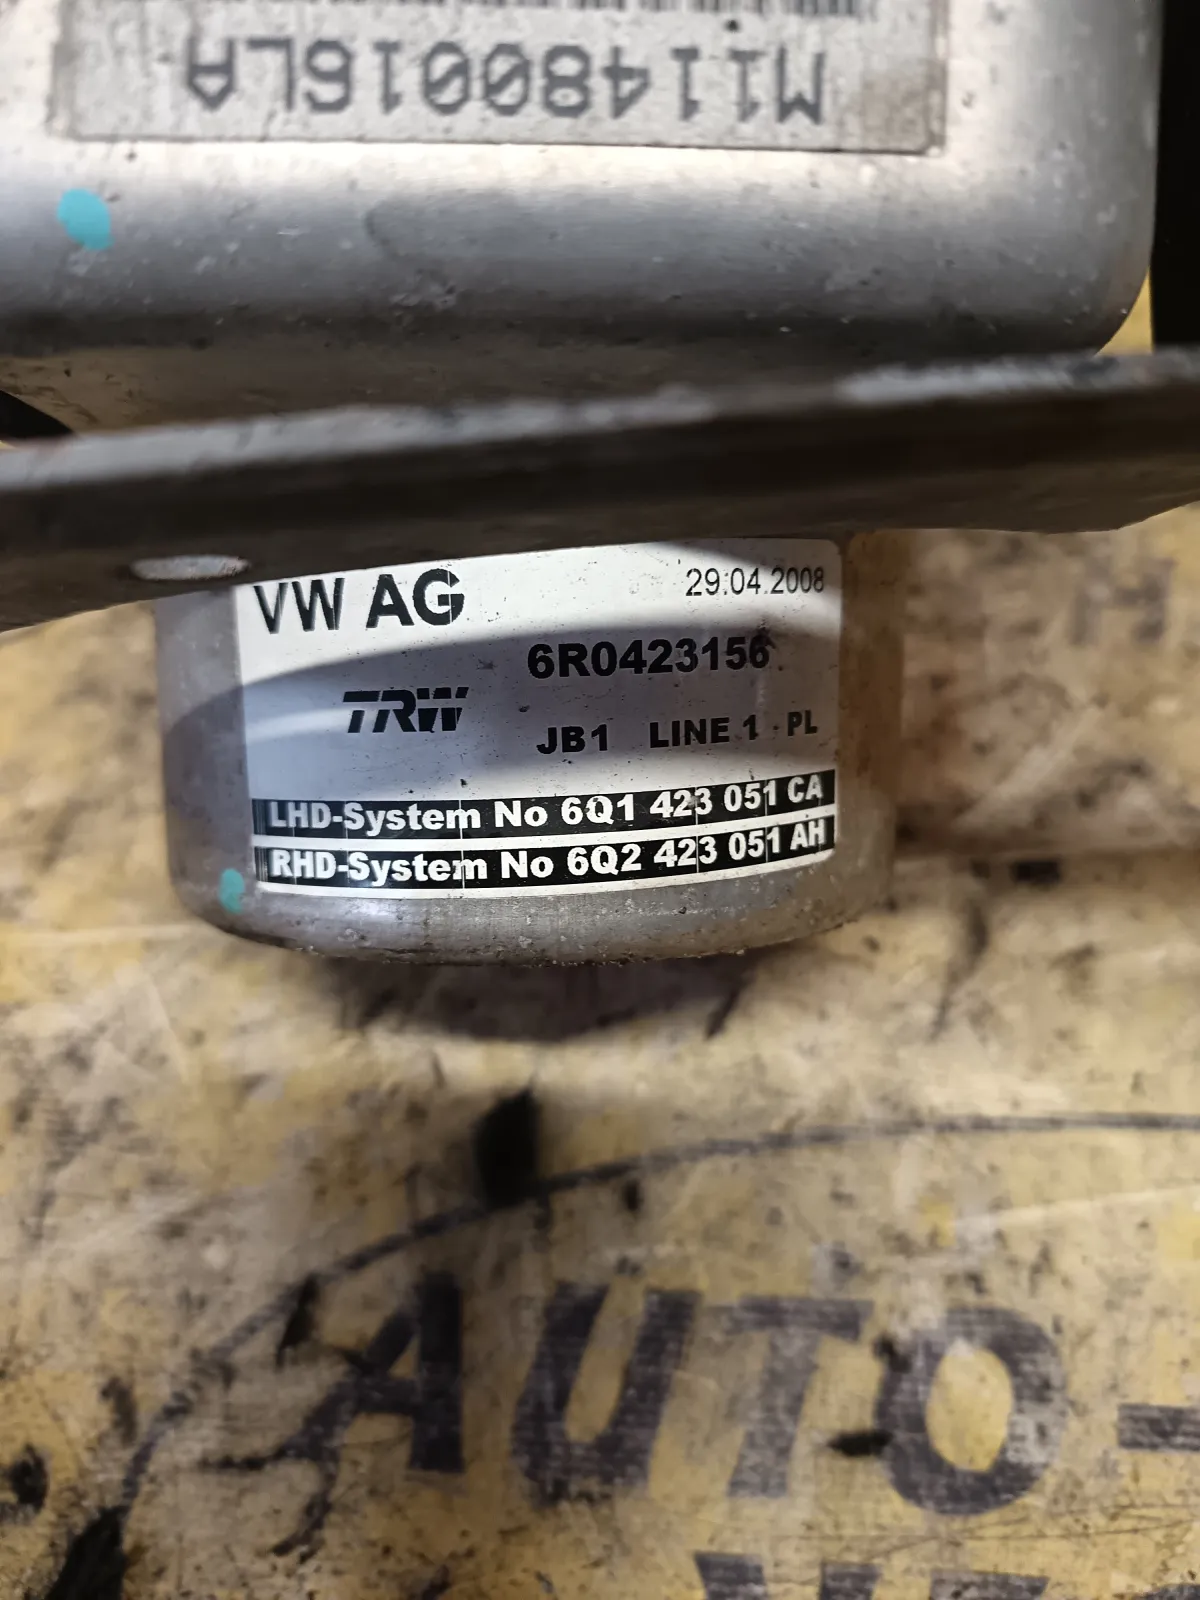 M11480016LA
VW AG 29.04.2008
6R0423156
TRW
JB1 LINE 1 PL
LHD-System No 6Q1 423 051 CA
RHD-System No 6Q2 423 051 AH
AUTO-